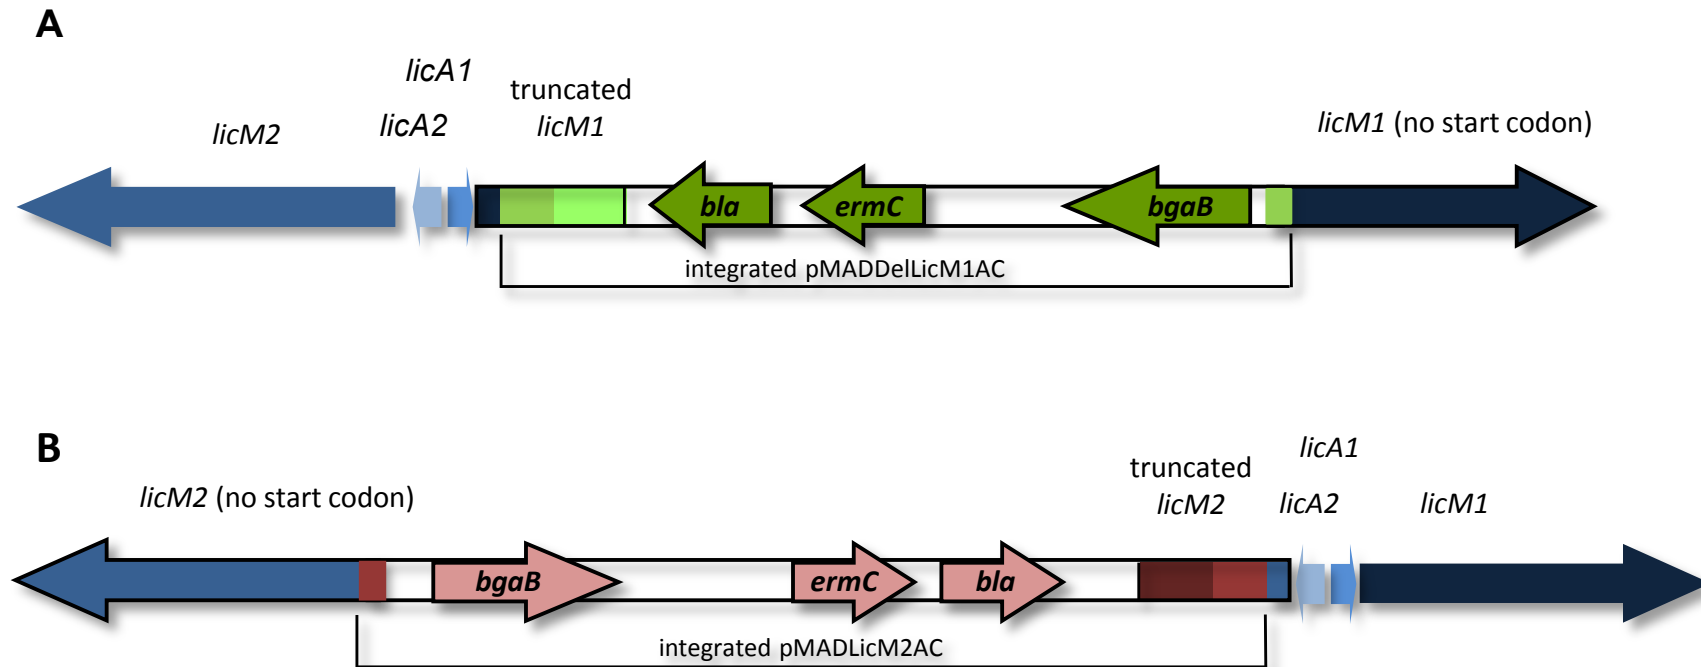 A
licA1
truncated
licM1
licM2
licA2
licM1 (no start codon)
bla
ermC
bgaB
integrated pMADDelLicM1AC
B
licA1
truncated
licM2
licM2 (no start codon)
licA2
licM1
bgaB
ermC
bla
integrated pMADLicM2AC